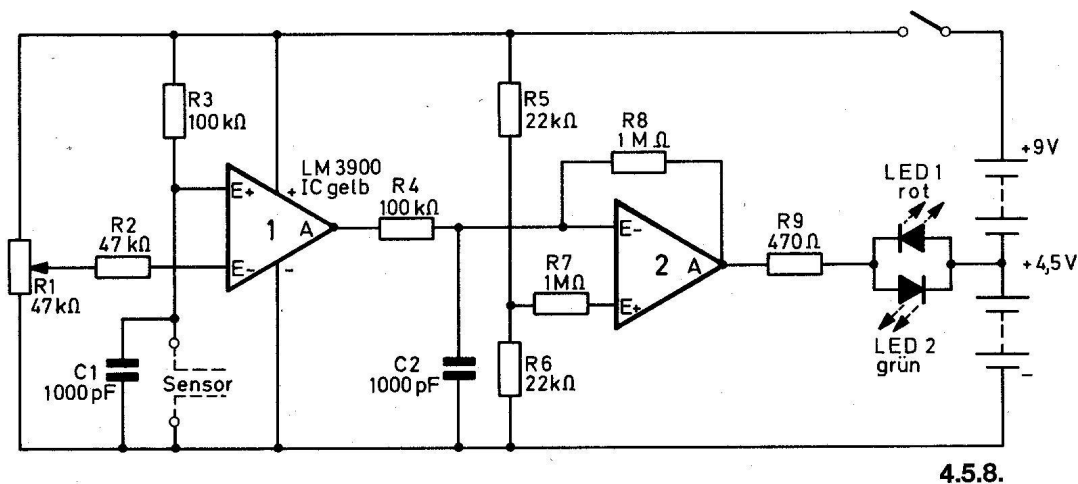 R3
100 kΩ
R5
22 kΩ
R8
1 MΩ
+9V
LM 3900
IC gelb
LED 1
rot
R4
100 kΩ
E+
+
1
A
R2
47 kΩ
E−
−
R1
47 kΩ
E−
2
A
R7
1MΩ
E+
R9
470 Ω
+4,5V
LED 2
grün
C1
1000 pF
Sensor
C2
1000 pF
R6
22 kΩ
−
4.5.8.